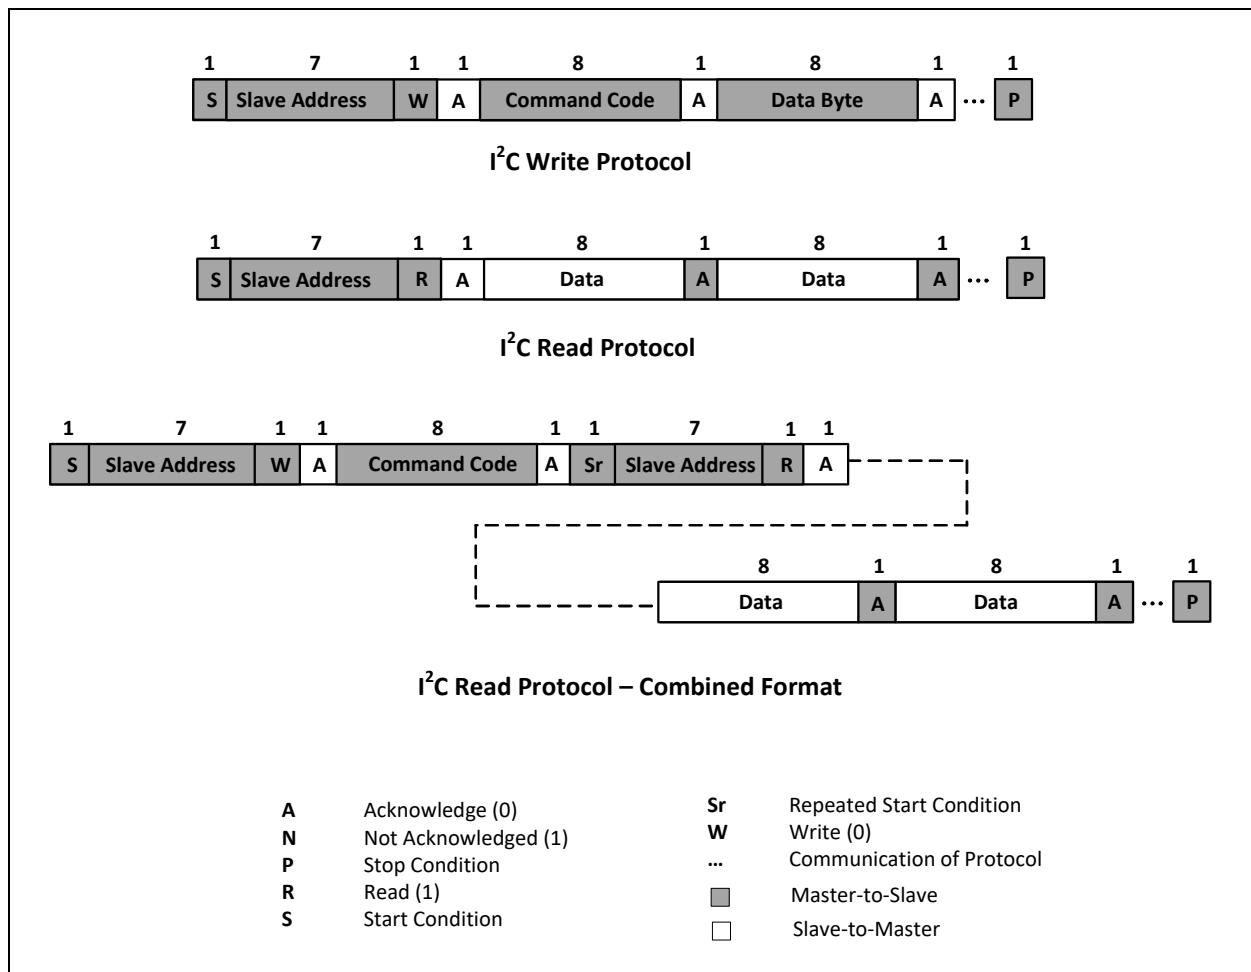 1 7 1 1 8 1 8 1 1
S Slave Address W A Command Code A Data Byte A ... P
I²C Write Protocol
1 7 1 1 8 1 8 1 1
S Slave Address R A Data A Data A ... P
I²C Read Protocol
1 7 1 1 8 1 1 7 1 1
S Slave Address W A Command Code A Sr Slave Address R A
8 1 8 1 1
Data A Data A ... P
I²C Read Protocol – Combined Format
A Acknowledge (0)
N Not Acknowledged (1)
P Stop Condition
R Read (1)
S Start Condition
Sr Repeated Start Condition
W Write (0)
... Communication of Protocol
Master-to-Slave
Slave-to-Master